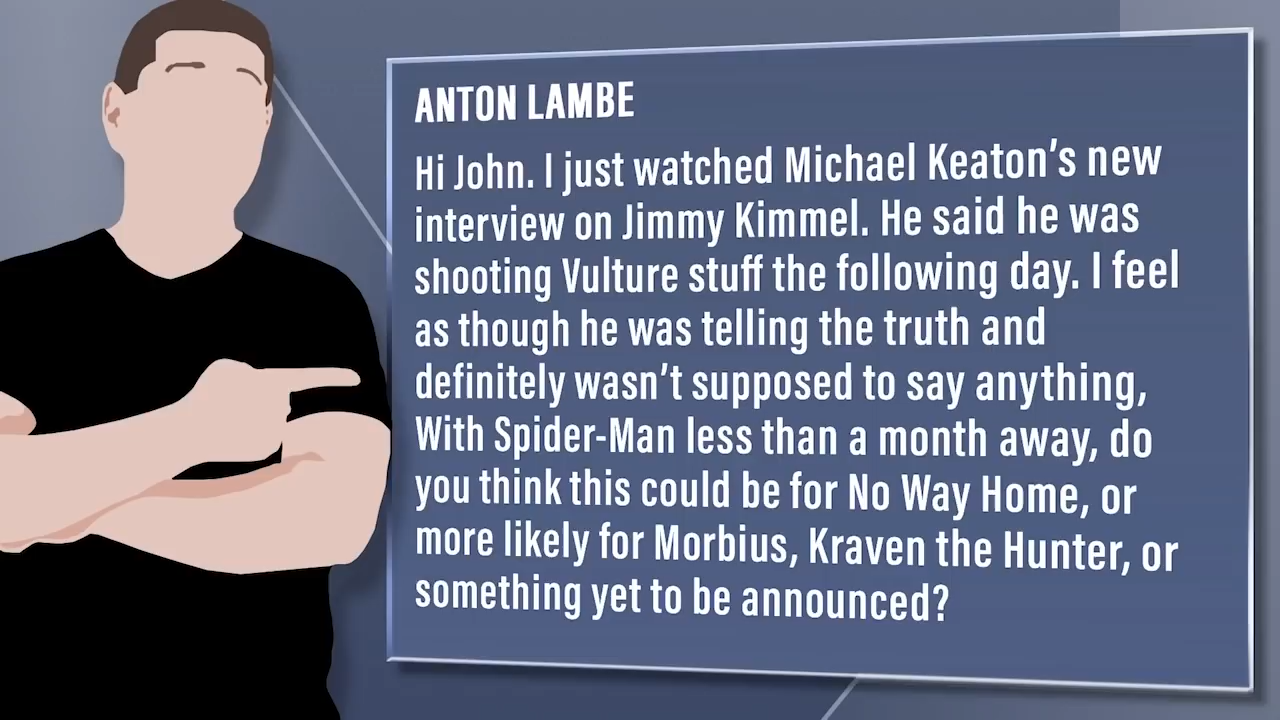 ANTON LAMBE
Hi John. I just watched Michael Keaton's new
interview on Jimmy Kimmel. He said he was
shooting Vulture stuff the following day. I feel
as though he was telling the truth and
definitely wasn't supposed to say anything,
With Spider-Man less than a month away, do
you think this could be for No Way Home, or
more likely for Morbius, Kraven the Hunter, or
something yet to be announced?